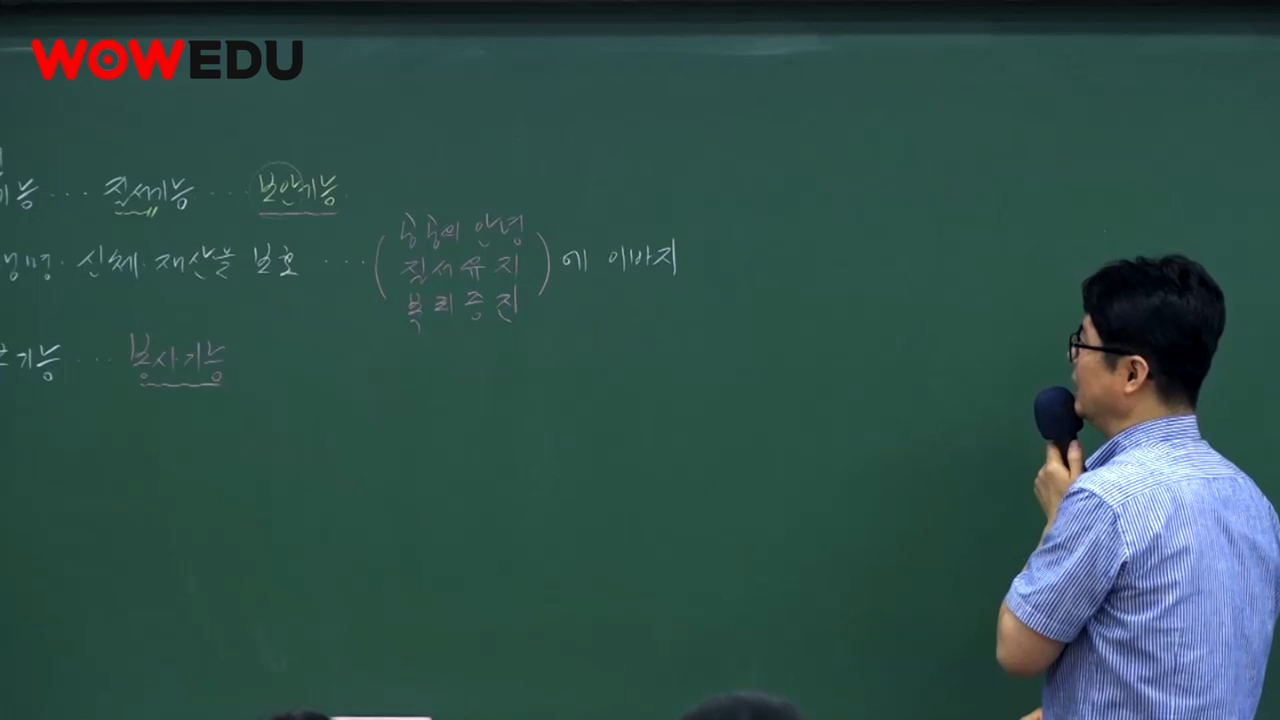 WOWEDU
능 ··· 질서기능 ··· 보안기능
생명·신체·재산을 보호 ··· (공공의 안녕
질서유지
복리증진) 에 이바지
기능 ··· 봉사기능